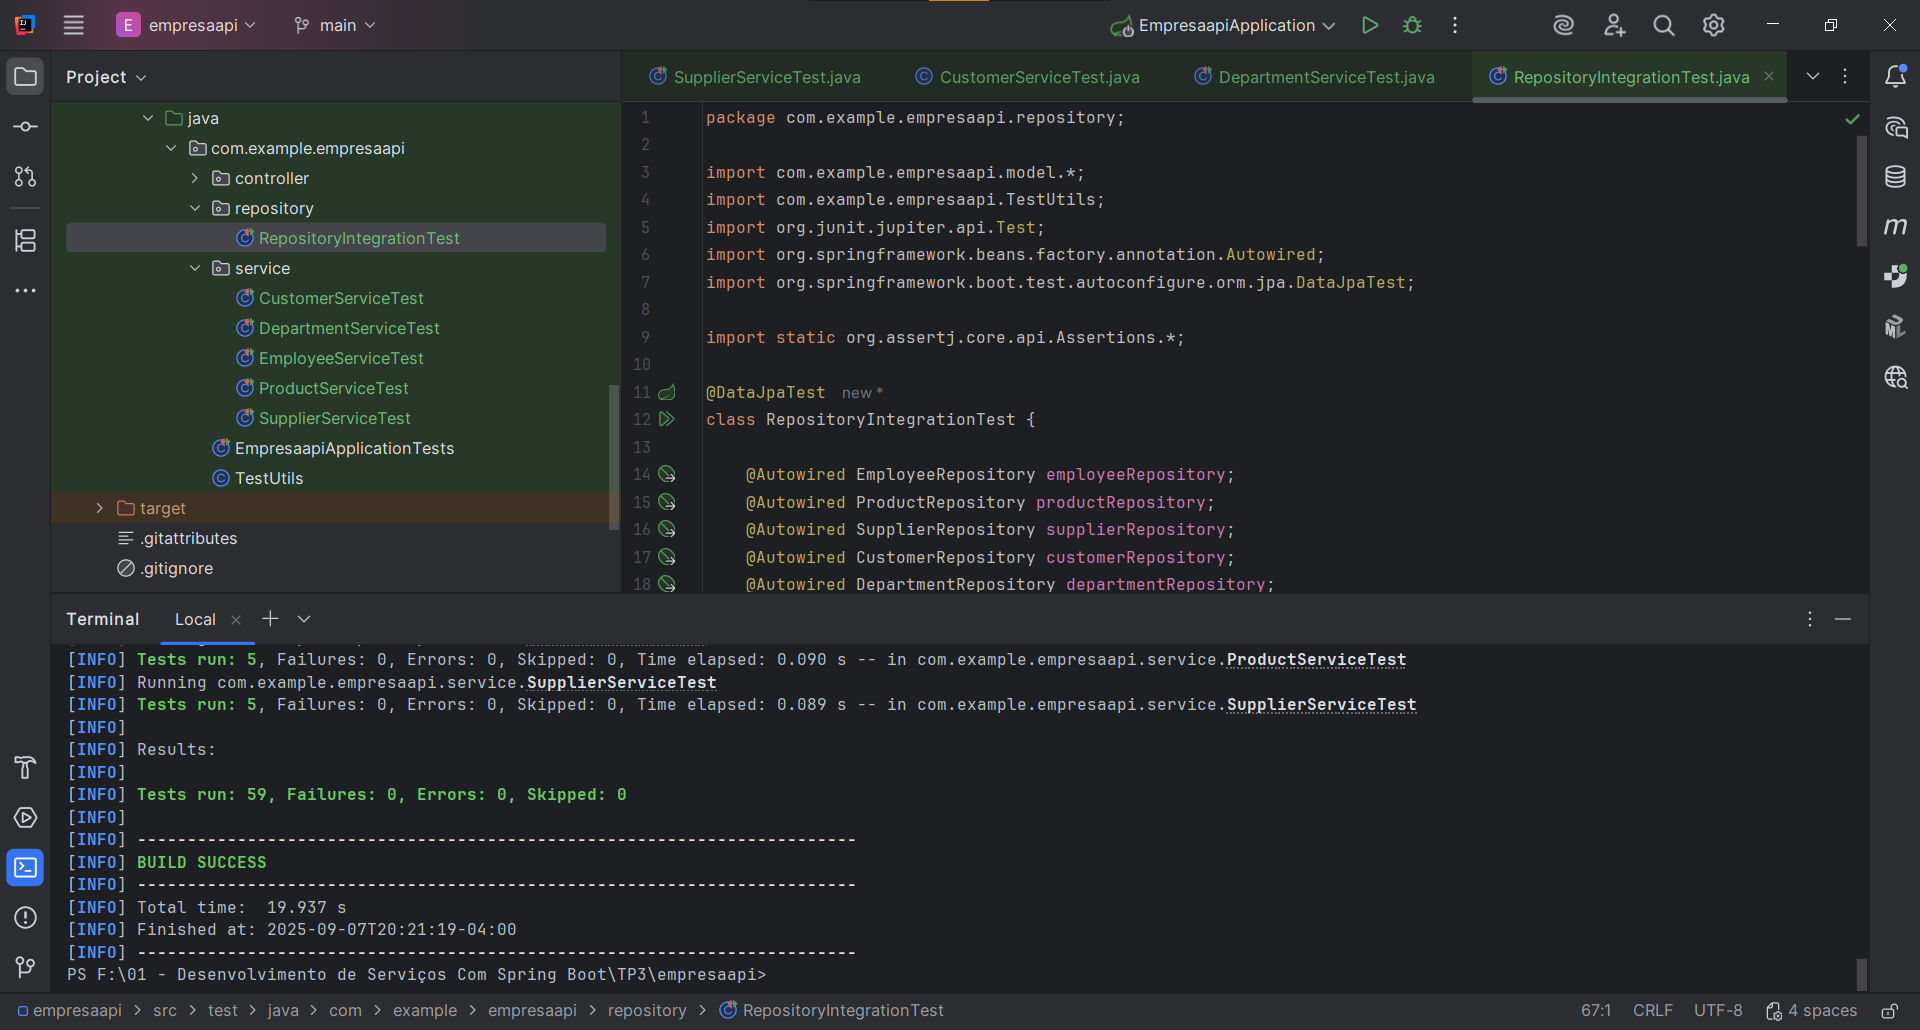 E empresaapi main EmpresaapiApplication
Project
java
com.example.empresaapi
controller
repository
RepositoryIntegrationTest
service
CustomerServiceTest
DepartmentServiceTest
EmployeeServiceTest
ProductServiceTest
SupplierServiceTest
EmpresaapiApplicationTests
TestUtils
target
.gitattributes
.gitignore
SupplierServiceTest.java CustomerServiceTest.java DepartmentServiceTest.java RepositoryIntegrationTest.java
1 package com.example.empresaapi.repository;
2
3 import com.example.empresaapi.model.*;
4 import com.example.empresaapi.TestUtils;
5 import org.junit.jupiter.api.Test;
6 import org.springframework.beans.factory.annotation.Autowired;
7 import org.springframework.boot.test.autoconfigure.orm.jpa.DataJpaTest;
8
9 import static org.assertj.core.api.Assertions.*;
10
11 @DataJpaTest new *
12 class RepositoryIntegrationTest {
13
14 @Autowired EmployeeRepository employeeRepository;
15 @Autowired ProductRepository productRepository;
16 @Autowired SupplierRepository supplierRepository;
17 @Autowired CustomerRepository customerRepository;
18 @Autowired DepartmentRepository departmentRepository;
Terminal Local
[INFO] Tests run: 5, Failures: 0, Errors: 0, Skipped: 0, Time elapsed: 0.090 s -- in com.example.empresaapi.service.ProductServiceTest
[INFO] Running com.example.empresaapi.service.SupplierServiceTest
[INFO] Tests run: 5, Failures: 0, Errors: 0, Skipped: 0, Time elapsed: 0.089 s -- in com.example.empresaapi.service.SupplierServiceTest
[INFO]
[INFO] Results:
[INFO]
[INFO] Tests run: 59, Failures: 0, Errors: 0, Skipped: 0
[INFO]
[INFO] ------------------------------------------------------------------------
[INFO] BUILD SUCCESS
[INFO] ------------------------------------------------------------------------
[INFO] Total time:  19.937 s
[INFO] Finished at: 2025-09-07T20:21:19-04:00
[INFO] ------------------------------------------------------------------------
PS F:\01 - Desenvolvimento de Serviços Com Spring Boot\TP3\empresaapi>
empresaapi > src > test > java > com > example > empresaapi > repository > RepositoryIntegrationTest 67:1 CRLF UTF-8 4 spaces